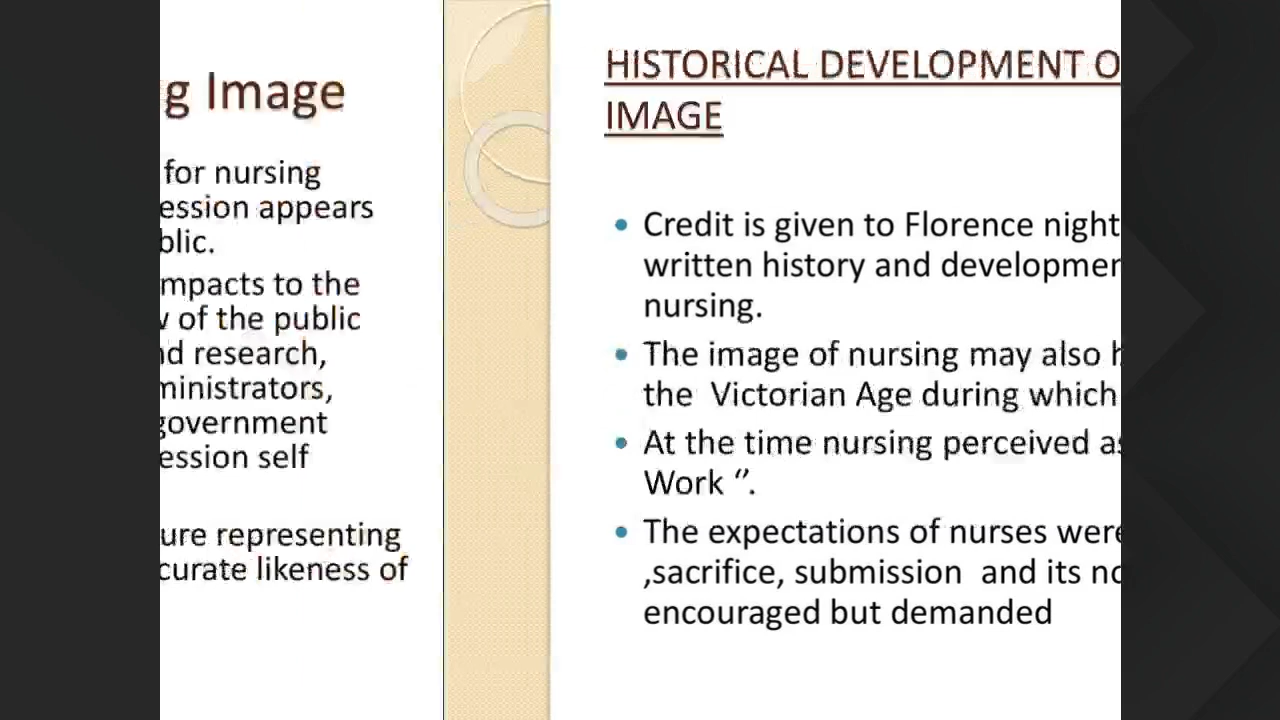 g Image
for nursing
ession appears
blic.
mpacts to the
of the public
d research,
ministrators,
government
ession self
ure representing
curate likeness of
HISTORICAL DEVELOPMENT O
IMAGE
• Credit is given to Florence night
written history and developmen
nursing.
• The image of nursing may also h
the Victorian Age during which
• At the time nursing perceived as
Work ‘’.
• The expectations of nurses were
,sacrifice, submission and its no
encouraged but demanded